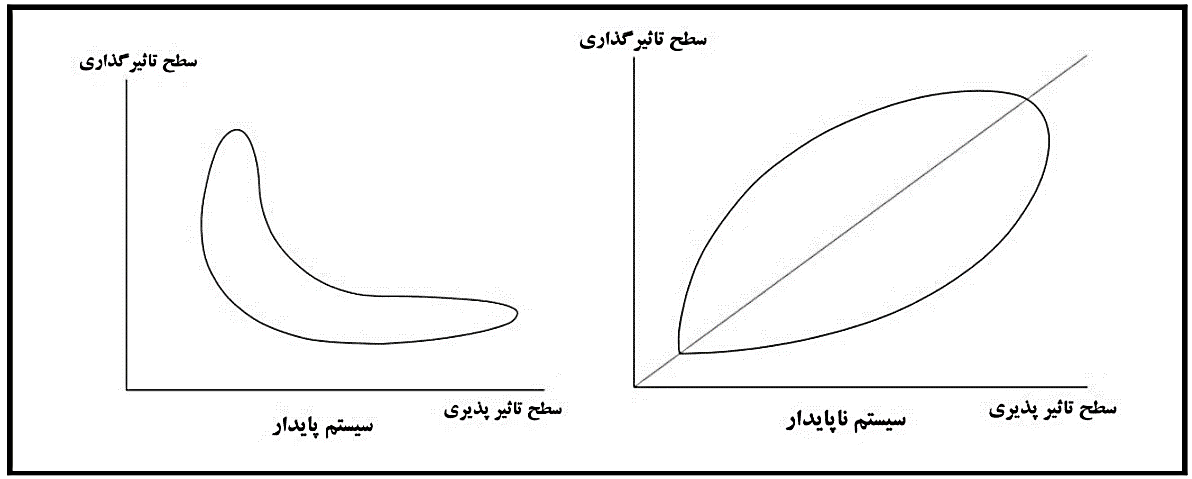 سطح تاثیرگذاری
سطح تاثیر پذیری
سیستم ناپایدار
سطح تاثیرگذاری
سطح تاثیر پذیری
سیستم پایدار